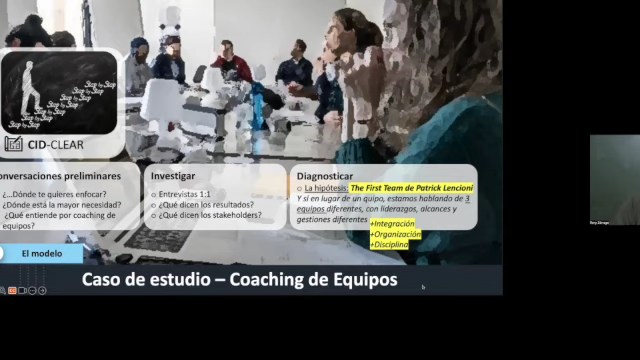 Step by Step
Step by Step
Step by Step
Step by Step
Step by Step
Step by Step
CID-CLEAR
onversaciones preliminares
¿...Dónde te quieres enfocar?
¿Dónde está la mayor necesidad?
¿Qué entiende por coaching de
equipos?
Investigar
o Entrevistas 1:1
o ¿Qué dicen los resultados?
o ¿Qué dicen los stakeholders?
Diagnosticar
o La hipótesis: The First Team de Patrick Lencioni
Y si en lugar de un quipo, estamos hablando de 3
equipos diferentes, con liderazgos, alcances y
gestiones diferentes
+Integración
+Organización
+Disciplina
El modelo
Caso de estudio – Coaching de Equipos